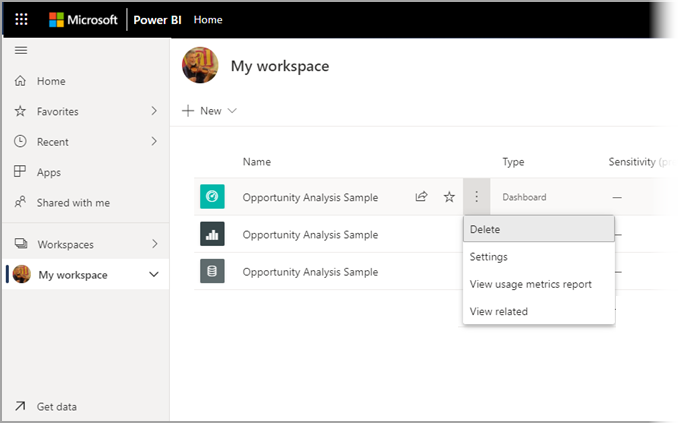 Microsoft Power BI Home
My workspace
New
Home
Favorites
Recent
Apps
Shared with me
Workspaces
My workspace
Get data
Name Type Sensitivity
Opportunity Analysis Sample Dashboard —
Opportunity Analysis Sample
Opportunity Analysis Sample
Delete
Settings
View usage metrics report
View related